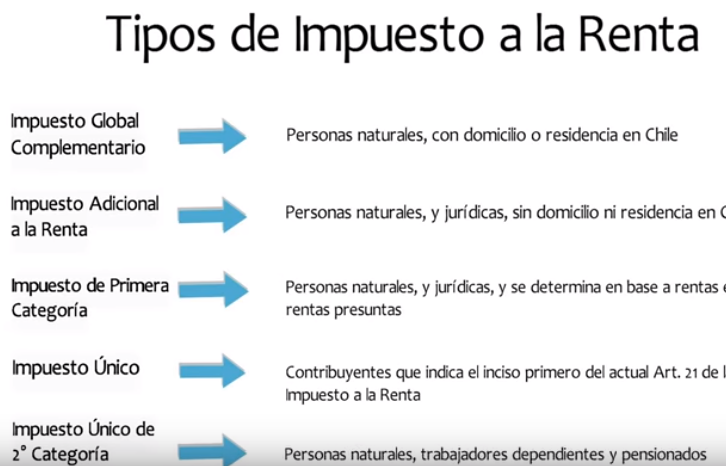 Tipos de Impuesto a la Renta
Impuesto Global
Complementario
Personas naturales, con domicilio o residencia en Chile
Impuesto Adicional
a la Renta
Personas naturales, y jurídicas, sin domicilio ni residencia en
Impuesto de Primera
Categoría
Personas naturales, y jurídicas, y se determina en base a rentas
rentas presuntas
Impuesto Único
Contribuyentes que indica el inciso primero del actual Art. 21 de
Impuesto a la Renta
Impuesto Único de
2° Categoría
Personas naturales, trabajadores dependientes y pensionados